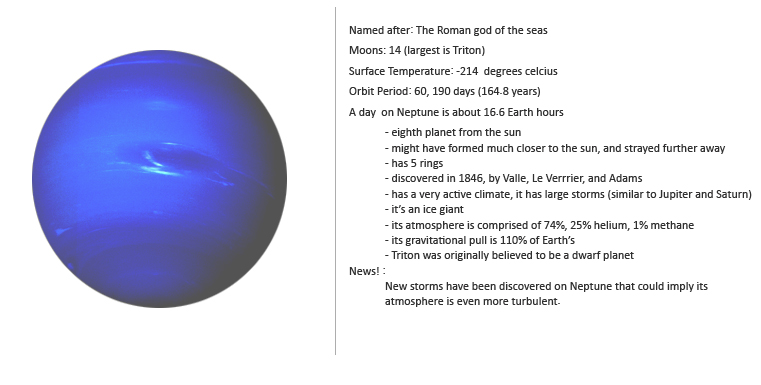 Named after: The Roman god of the seas
Moons: 14 (largest is Triton)
Surface Temperature: -214  degrees celcius
Orbit Period: 60, 190 days (164.8 years)
A day  on Neptune is about 16.6 Earth hours
- eighth planet from the sun
- might have formed much closer to the sun, and strayed further away
- has 5 rings
- discovered in 1846, by Valle, Le Verrrier, and Adams
- has a very active climate, it has large storms (similar to Jupiter and Saturn)
- it's an ice giant
- its atmosphere is comprised of 74%, 25% helium, 1% methane
- its gravitational pull is 110% of Earth's
- Triton was originally believed to be a dwarf planet
News! :
New storms have been discovered on Neptune that could imply its
atmosphere is even more turbulent.